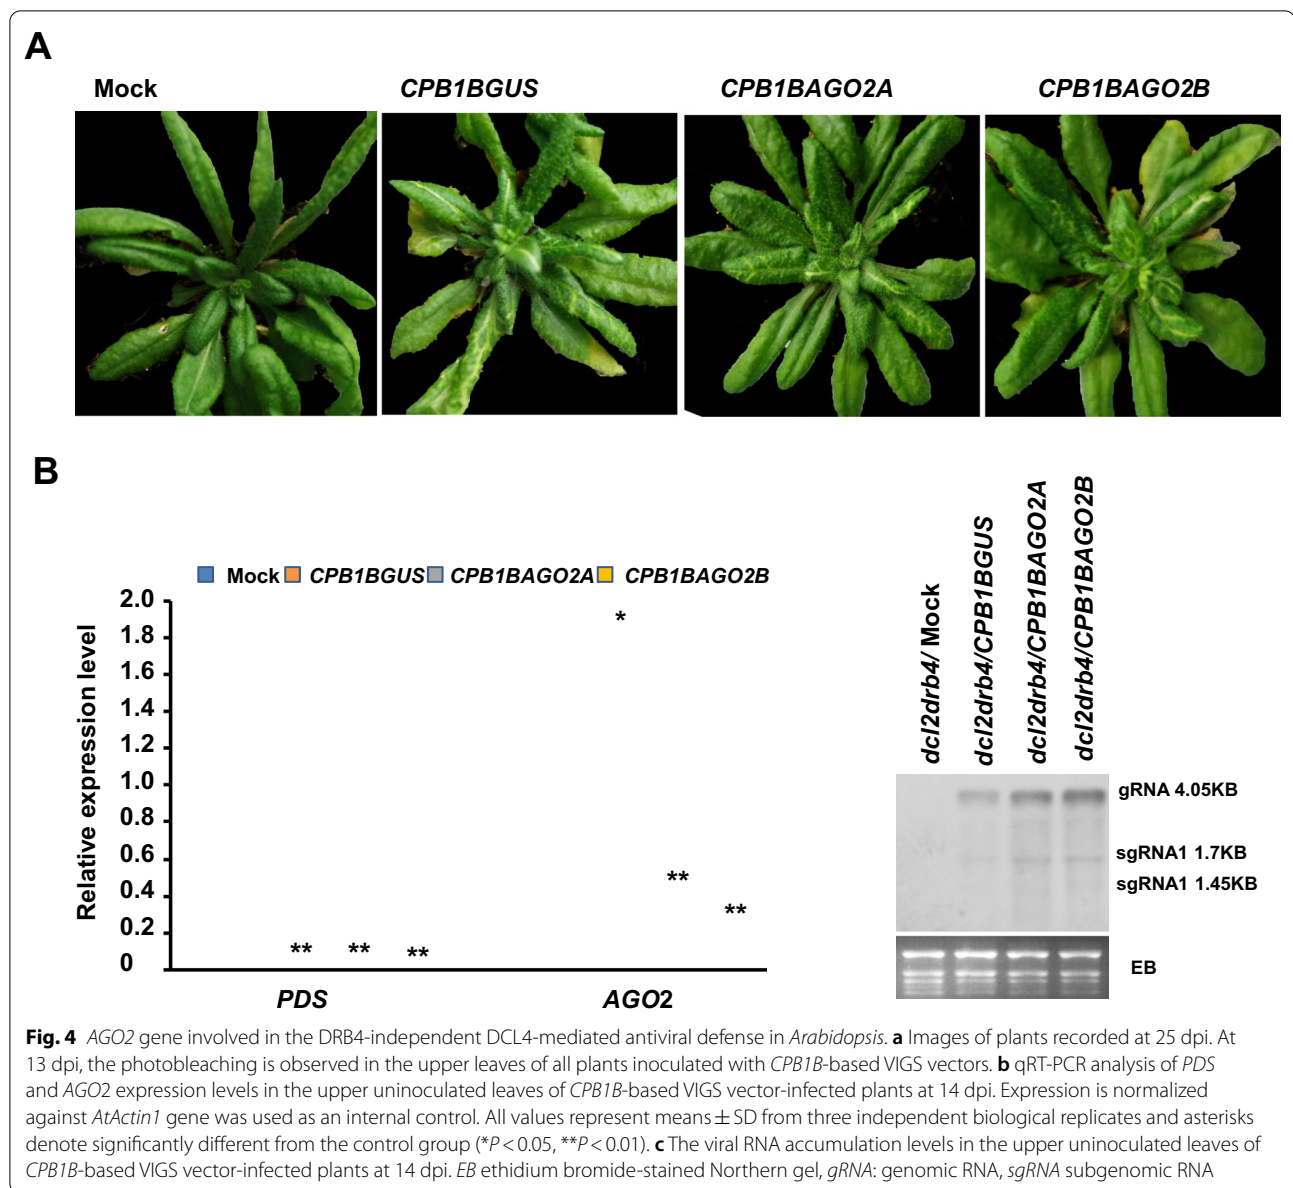 A
Mock
CPB1BGUS
CPB1BAGO2A
CPB1BAGO2B
B
Mock CPB1BGUS CPB1BAGO2A CPB1BAGO2B
Relative expression level
2.0
1.8
1.6
1.4
1.2
1.0
0.8
0.6
0.4
0.2
0
** ** **
*
**
**
PDS
AGO2
dcl2drb4/ Mock
dcl2drb4/CPB1BGUS
dcl2drb4/CPB1BAGO2A
dcl2drb4/CPB1BAGO2B
gRNA 4.05KB
sgRNA1 1.7KB
sgRNA1 1.45KB
EB
Fig. 4 AGO2 gene involved in the DRB4-independent DCL4-mediated antiviral defense in Arabidopsis. a Images of plants recorded at 25 dpi. At
13 dpi, the photobleaching is observed in the upper leaves of all plants inoculated with CPB1B-based VIGS vectors. b qRT-PCR analysis of PDS
and AGO2 expression levels in the upper uninoculated leaves of CPB1B-based VIGS vector-infected plants at 14 dpi. Expression is normalized
against AtActin1 gene was used as an internal control. All values represent means ± SD from three independent biological replicates and asterisks
denote significantly different from the control group (*P < 0.05, **P < 0.01). c The viral RNA accumulation levels in the upper uninoculated leaves of
CPB1B-based VIGS vector-infected plants at 14 dpi. EB ethidium bromide-stained Northern gel, gRNA: genomic RNA, sgRNA subgenomic RNA